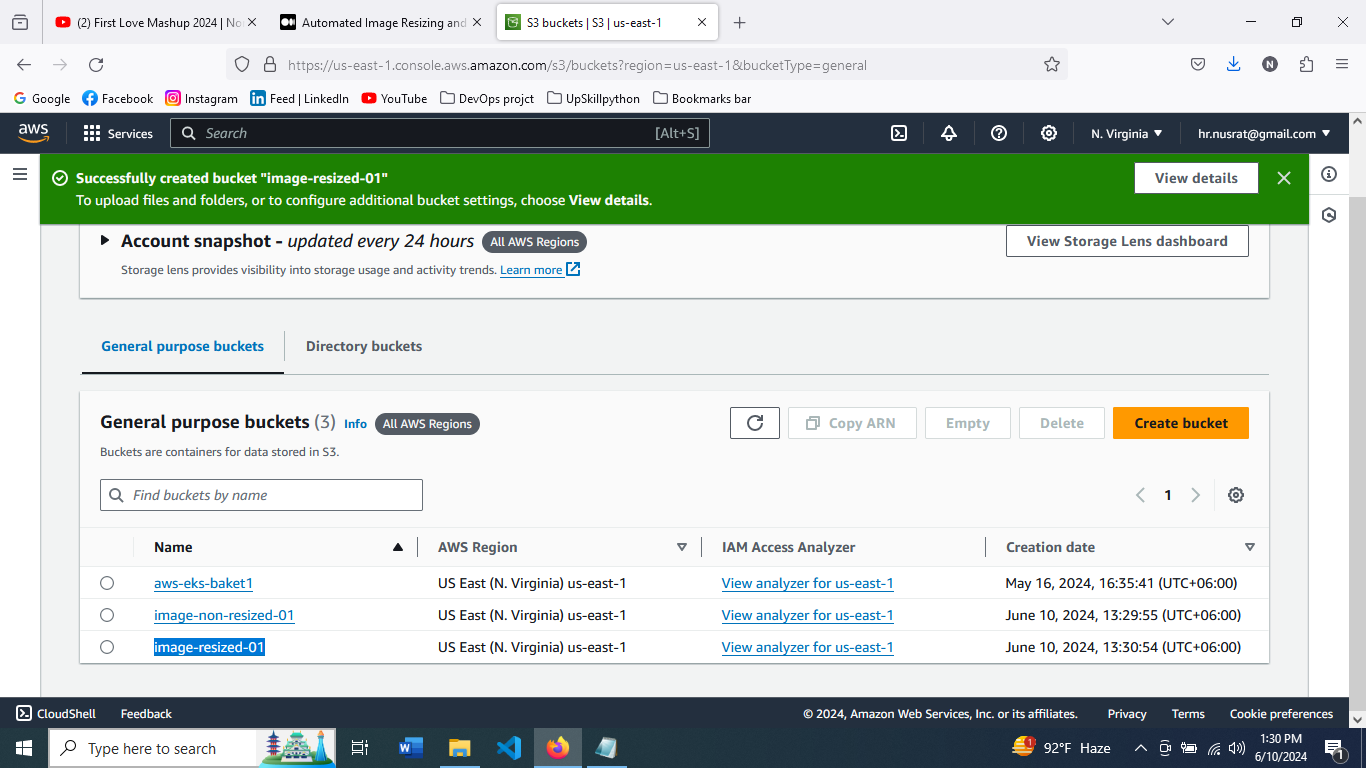 (2) First Love Mashup 2024 | No
Automated Image Resizing and
S3 buckets | S3 | us-east-1
https://us-east-1.console.aws.amazon.com/s3/buckets?region=us-east-1&bucketType=general
N
Google Facebook Instagram Feed | LinkedIn YouTube DevOps projct UpSkillpython Bookmarks bar
aws Services Search [Alt+S] N. Virginia hr.nusrat@gmail.com
Successfully created bucket "image-resized-01"
To upload files and folders, or to configure additional bucket settings, choose View details.
View details
Account snapshot - updated every 24 hours All AWS Regions
View Storage Lens dashboard
Storage lens provides visibility into storage usage and activity trends. Learn more
General purpose buckets Directory buckets
General purpose buckets (3) Info All AWS Regions
Copy ARN Empty Delete Create bucket
Buckets are containers for data stored in S3.
Find buckets by name
1
Name AWS Region IAM Access Analyzer Creation date
aws-eks-baket1 US East (N. Virginia) us-east-1 View analyzer for us-east-1 May 16, 2024, 16:35:41 (UTC+06:00)
image-non-resized-01 US East (N. Virginia) us-east-1 View analyzer for us-east-1 June 10, 2024, 13:29:55 (UTC+06:00)
image-resized-01 US East (N. Virginia) us-east-1 View analyzer for us-east-1 June 10, 2024, 13:30:54 (UTC+06:00)
CloudShell Feedback © 2024, Amazon Web Services, Inc. or its affiliates. Privacy Terms Cookie preferences
Type here to search
92°F Haze
1:30 PM
6/10/2024
1